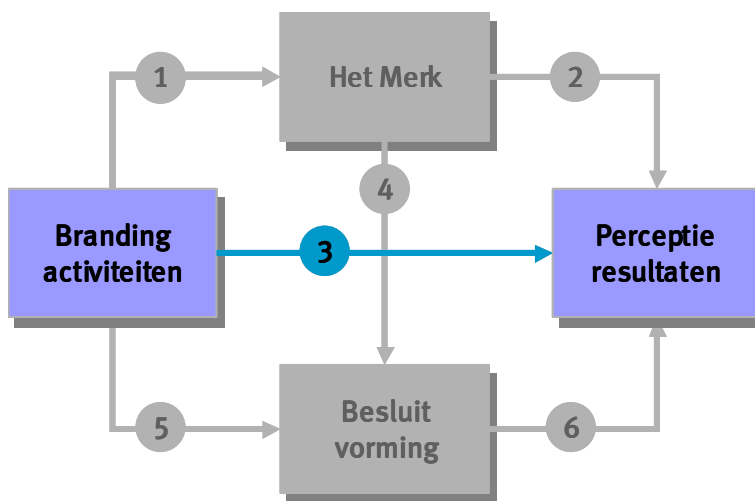 1
Het Merk
2
4
Branding
activiteiten
3
Perceptie
resultaten
5
Besluit
vorming
6